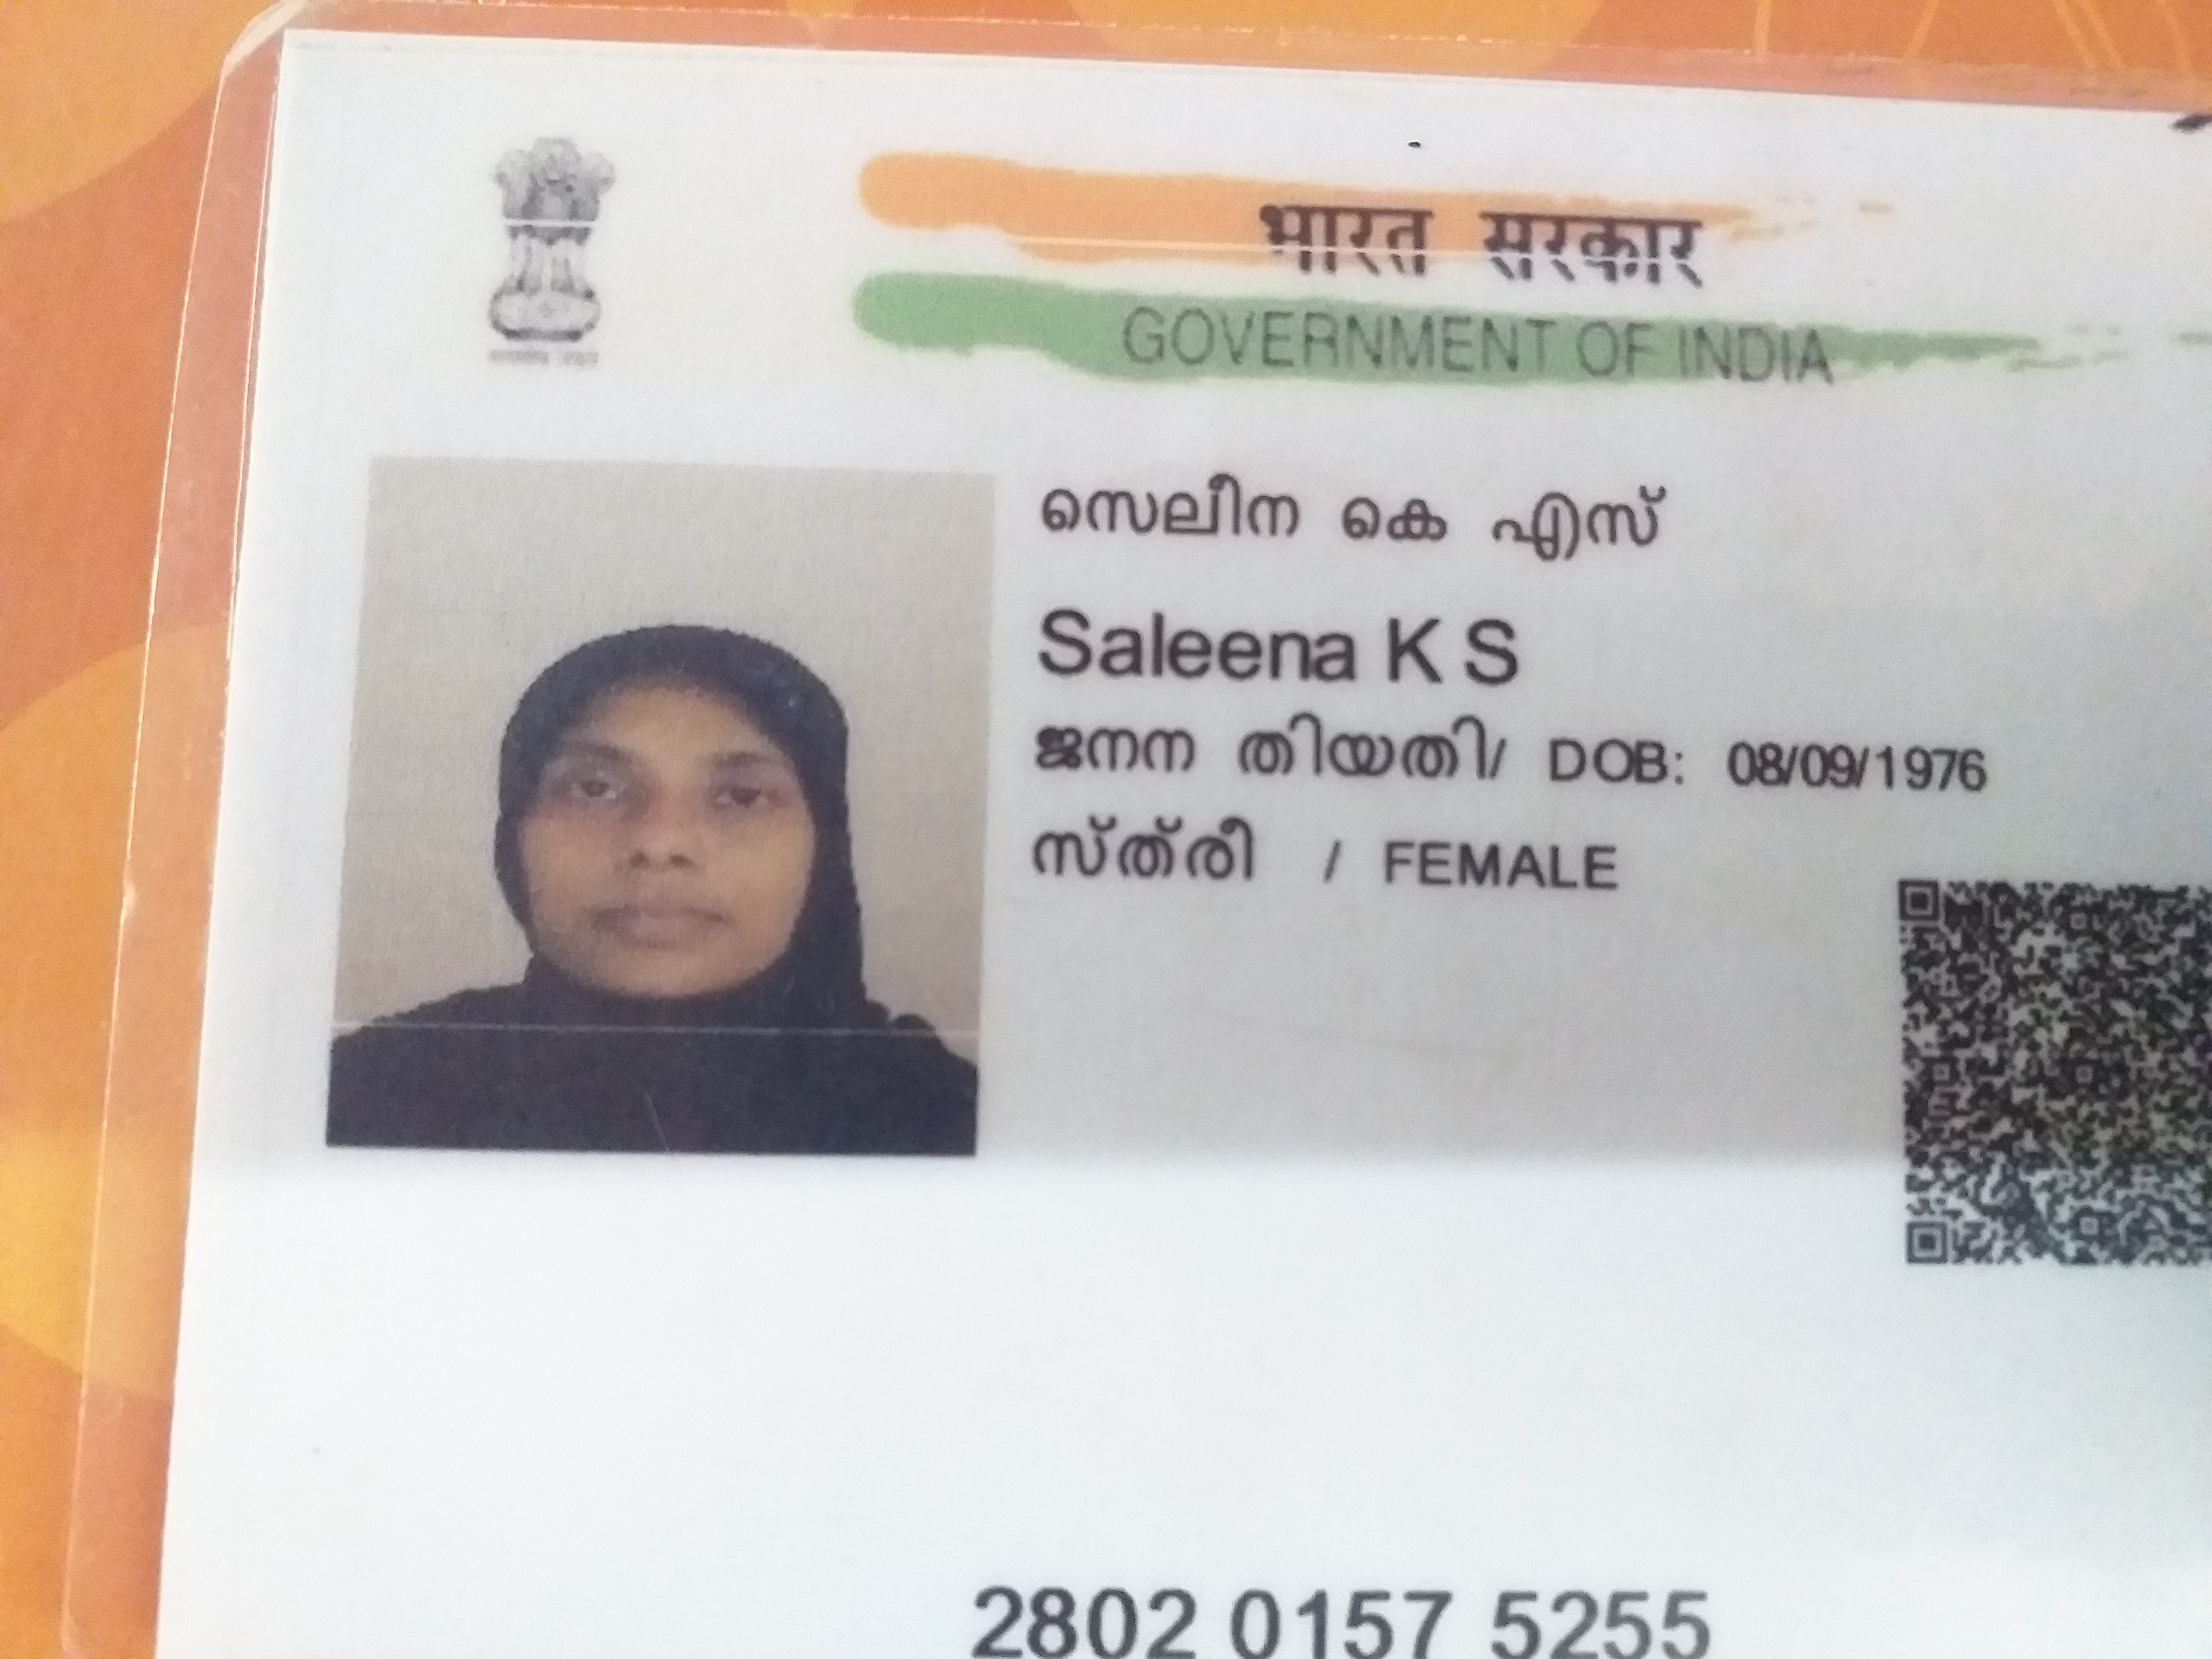 भारत सरकार
GOVERNMENT OF INDIA
സെലീന കെ എസ്
Saleena K S
ജനന തിയതി/ DOB: 08/09/1976
സ്ത്രീ / FEMALE
2802 0157 5255